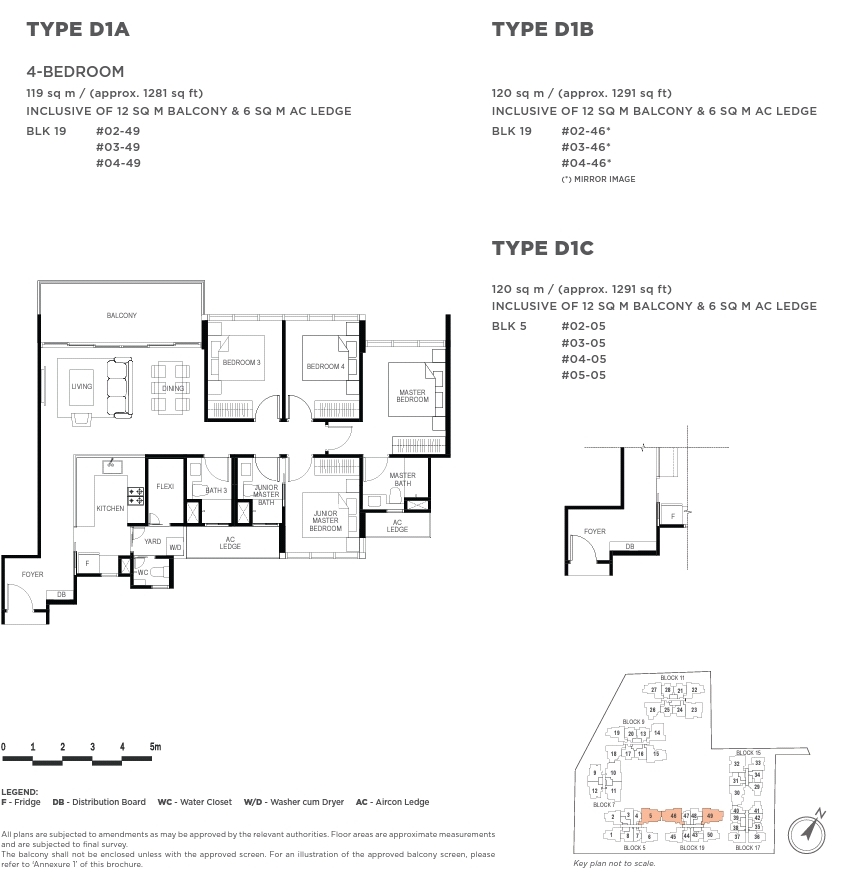 TYPE D1A
4-BEDROOM
119 sq m / (approx. 1281 sq ft)
INCLUSIVE OF 12 SQ M BALCONY & 6 SQ M AC LEDGE
BLK 19 #02-49
#03-49
#04-49
TYPE D1B
120 sq m / (approx. 1291 sq ft)
INCLUSIVE OF 12 SQ M BALCONY & 6 SQ M AC LEDGE
BLK 19 #02-46*
#03-46*
#04-46*
(*) MIRROR IMAGE
TYPE D1C
120 sq m / (approx. 1291 sq ft)
INCLUSIVE OF 12 SQ M BALCONY & 6 SQ M AC LEDGE
BLK 5 #02-05
#03-05
#04-05
#05-05
BALCONY
BEDROOM 3
BEDROOM 4
LIVING
DINING
MASTER
BEDROOM
KITCHEN
FLEXI
BATH 3
JUNIOR
MASTER
BATH
JUNIOR
MASTER
BEDROOM
MASTER
BATH
AC
LEDGE
YARD
W/D
AC
LEDGE
F
WC
FOYER
DB
FOYER
DB
F
BLOCK 11
27 28 21 22
26 25 24 23
BLOCK 9
19 20 13 14
18 17 16 15
9 10
12 11
BLOCK 7
BLOCK 15
32 33
31 34
29
30
2 3 4 5 46 47 48 49
1 8 7 6 45 44 43 50
BLOCK 5 BLOCK 19
40 41
39 42
38 35
37 36
BLOCK 17
N
Key plan not to scale.
0 1 2 3 4 5m
LEGEND:
F - Fridge DB - Distribution Board WC - Water Closet W/D - Washer cum Dryer AC - Aircon Ledge
All plans are subjected to amendments as may be approved by the relevant authorities. Floor areas are approximate measurements
and are subjected to final survey.
The balcony shall not be enclosed unless with the approved screen. For an illustration of the approved balcony screen, please
refer to 'Annexure 1' of this brochure.